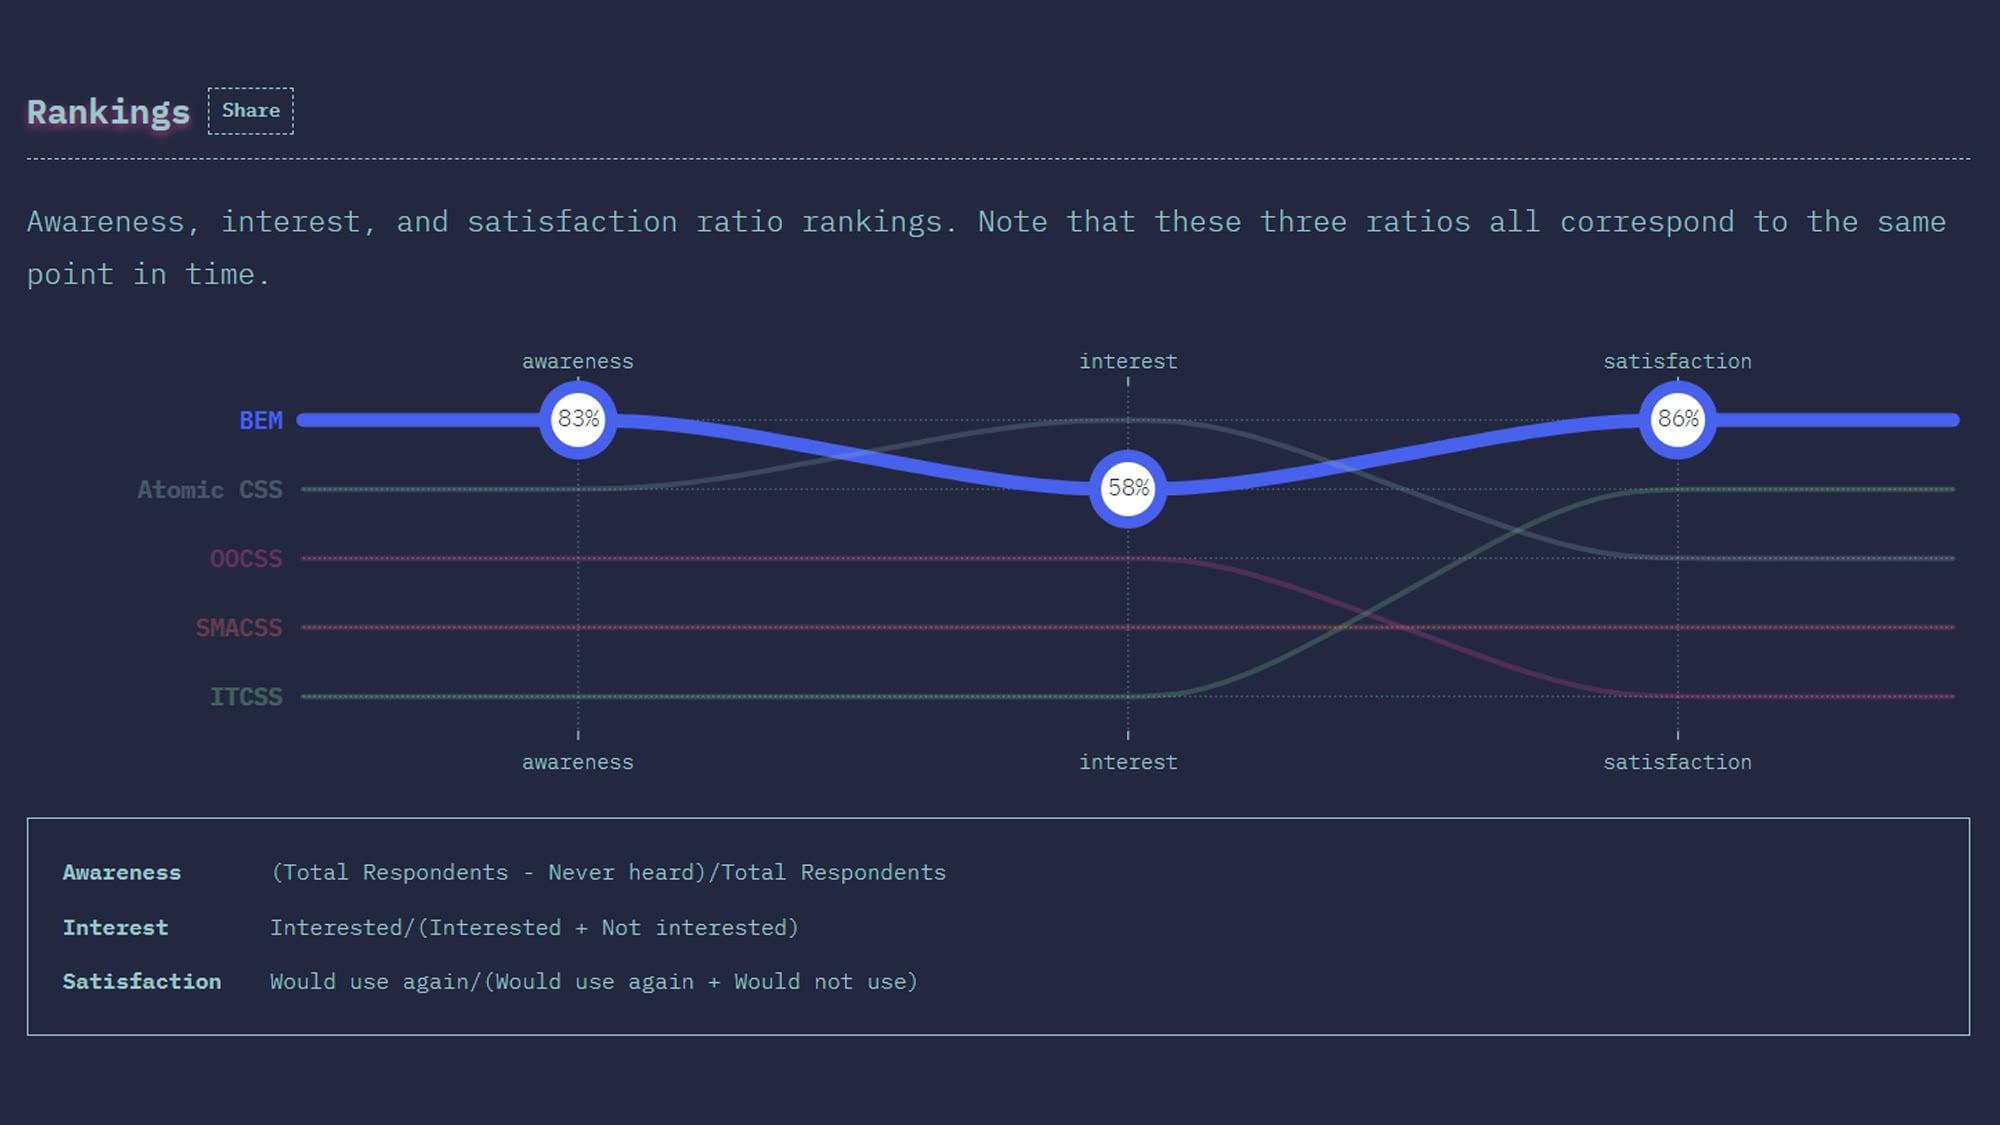 Rankings Share
Awareness, interest, and satisfaction ratio rankings. Note that these three ratios all correspond to the same
point in time.
awareness interest satisfaction
BEM 83% 86%
Atomic CSS 58%
OOCSS
SMACSS
ITCSS
awareness interest satisfaction
Awareness (Total Respondents - Never heard)/Total Respondents
Interest Interested/(Interested + Not interested)
Satisfaction Would use again/(Would use again + Would not use)